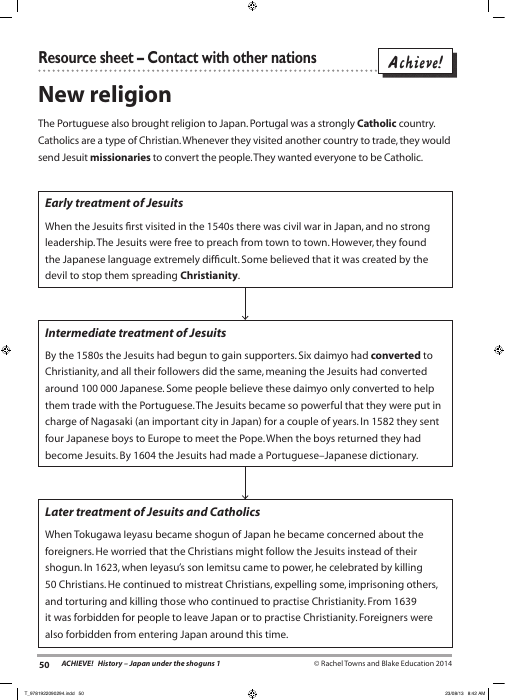 Resource sheet – Contact with other nations
Achieve!
New religion
The Portuguese also brought religion to Japan. Portugal was a strongly Catholic country.
Catholics are a type of Christian. Whenever they visited another country to trade, they would
send Jesuit missionaries to convert the people. They wanted everyone to be Catholic.
Early treatment of Jesuits
When the Jesuits first visited in the 1540s there was civil war in Japan, and no strong
leadership. The Jesuits were free to preach from town to town. However, they found
the Japanese language extremely difficult. Some believed that it was created by the
devil to stop them spreading Christianity.
Intermediate treatment of Jesuits
By the 1580s the Jesuits had begun to gain supporters. Six daimyo had converted to
Christianity, and all their followers did the same, meaning the Jesuits had converted
around 100 000 Japanese. Some people believe these daimyo only converted to help
them trade with the Portuguese. The Jesuits became so powerful that they were put in
charge of Nagasaki (an important city in Japan) for a couple of years. In 1582 they sent
four Japanese boys to Europe to meet the Pope. When the boys returned they had
become Jesuits. By 1604 the Jesuits had made a Portuguese–Japanese dictionary.
Later treatment of Jesuits and Catholics
When Tokugawa Ieyasu became shogun of Japan he became concerned about the
foreigners. He worried that the Christians might follow the Jesuits instead of their
shogun. In 1623, when Ieyasu's son Iemitsu came to power, he celebrated by killing
50 Christians. He continued to mistreat Christians, expelling some, imprisoning others,
and torturing and killing those who continued to practise Christianity. From 1639
it was forbidden for people to leave Japan or to practise Christianity. Foreigners were
also forbidden from entering Japan around this time.
50 ACHIEVE! History – Japan under the shoguns 1 © Rachel Towns and Blake Education 2014
T_9781922090294.indd 50 23/08/13 8:42 AM